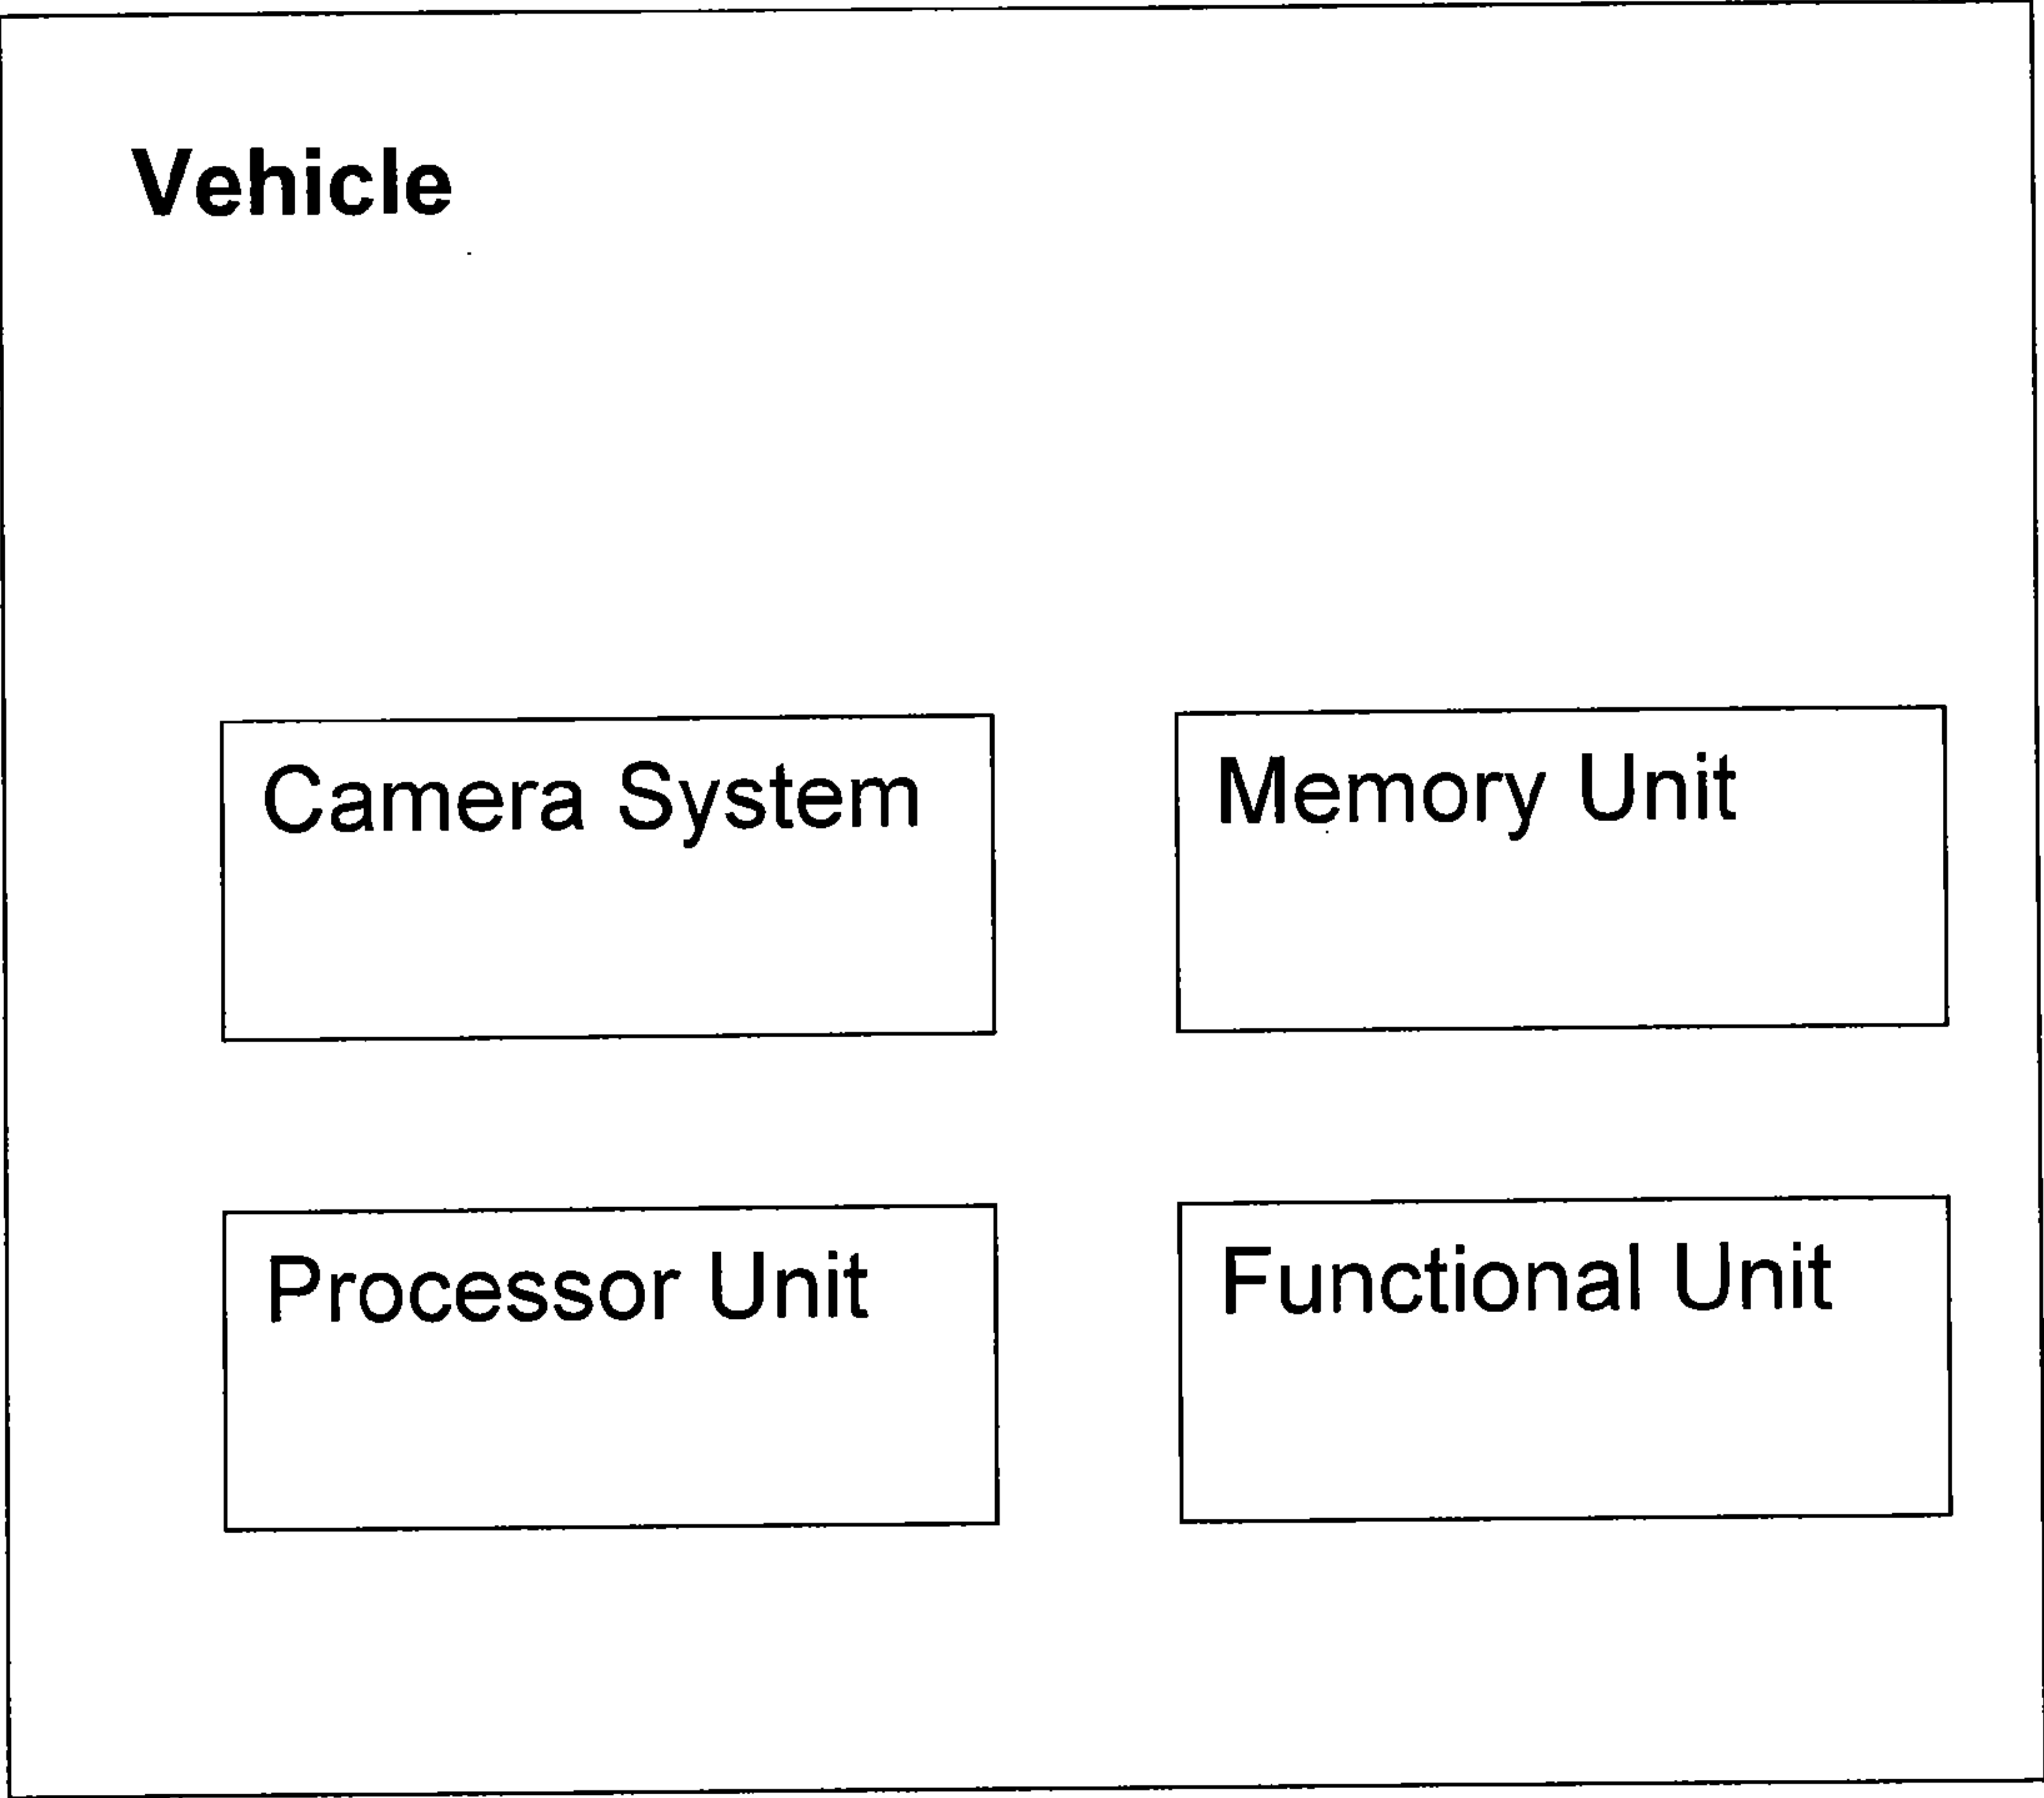 Vehicle
Camera System
Memory Unit
Processor Unit
Functional Unit